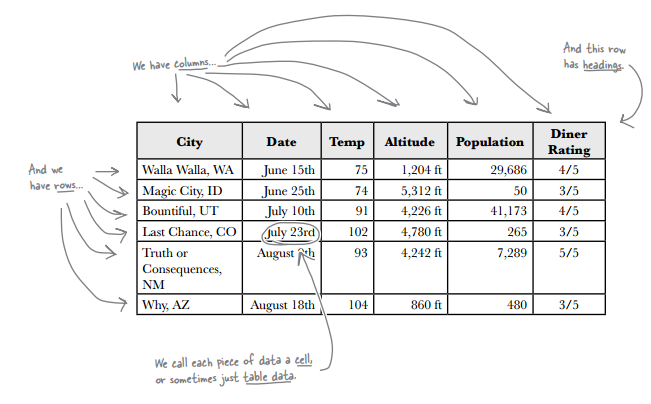 We have columns...
And this row
has headings.
City Date Temp Altitude Population Diner Rating
And we
have rows...
Walla Walla, WA June 15th 75 1,204 ft 29,686 4/5
Magic City, ID June 25th 74 5,312 ft 50 3/5
Bountiful, UT July 10th 91 4,226 ft 41,173 4/5
Last Chance, CO July 23rd 102 4,780 ft 265 3/5
Truth or August 93 4,242 ft 7,289 5/5
Consequences,
NM
Why, AZ August 18th 104 860 ft 480 3/5
We call each piece of data a cell,
or sometimes just table data.